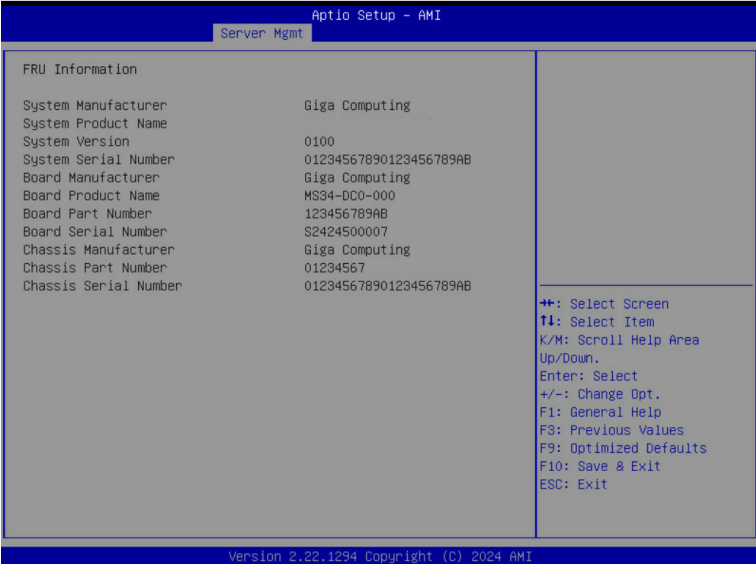 Aptio Setup - AMI
Server Mgmt
FRU Information
System Manufacturer Giga Computing
System Product Name
System Version 0100
System Serial Number 01234567890123456789AB
Board Manufacturer Giga Computing
Board Product Name MS34-DC0-000
Board Part Number 123456789AB
Board Serial Number S2424500007
Chassis Manufacturer Giga Computing
Chassis Part Number 01234567
Chassis Serial Number 01234567890123456789AB
→←: Select Screen
↑↓: Select Item
K/M: Scroll Help Area
Up/Down.
Enter: Select
+/-: Change Opt.
F1: General Help
F3: Previous Values
F9: Optimized Defaults
F10: Save & Exit
ESC: Exit
Version 2.22.1294 Copyright (C) 2024 AMI